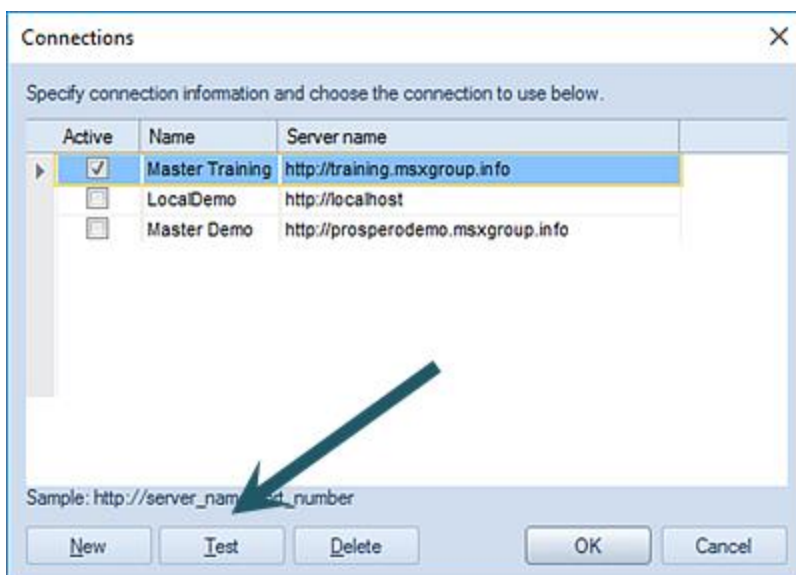 Connections
Specify connection information and choose the connection to use below.
Active Name Server name
Master Training http://training.msxgroup.info
LocalDemo http://localhost
Master Demo http://prosperodemo.msxgroup.info
Sample: http://server_nam _number
New Test Delete OK Cancel